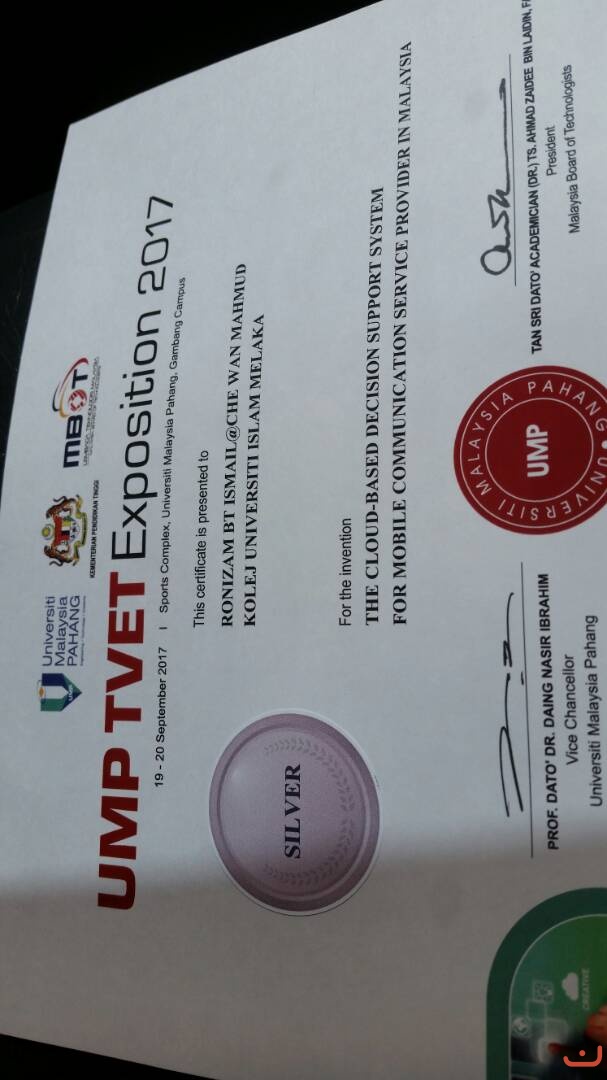 Universiti
Malaysia
PAHANG
KEMENTERIAN PENDIDIKAN TINGGI
MBOT
UMP TVET Exposition 2017
19 - 20 September 2017 I Sports Complex, Universiti Malaysia Pahang, Gambang Campus
This certificate is presented to
RONIZAM BT ISMAIL@CHE WAN MAHMUD
KOLEJ UNIVERSITI ISLAM MELAKA
SILVER
For the invention
THE CLOUD-BASED DECISION SUPPORT SYSTEM
FOR MOBILE COMMUNICATION SERVICE PROVIDER IN MALAYSIA
PROF. DATO' DR. DAING NASIR IBRAHIM
Vice Chancellor
Universiti Malaysia Pahang
UNIVERSITI MALAYSIA PAHANG
UMP
TAN SRI DATO' ACADEMICIAN (DR.) TS. AHMAD ZAIDEE BIN LAIDIN, F
President
Malaysia Board of Technologists
CREATIVE